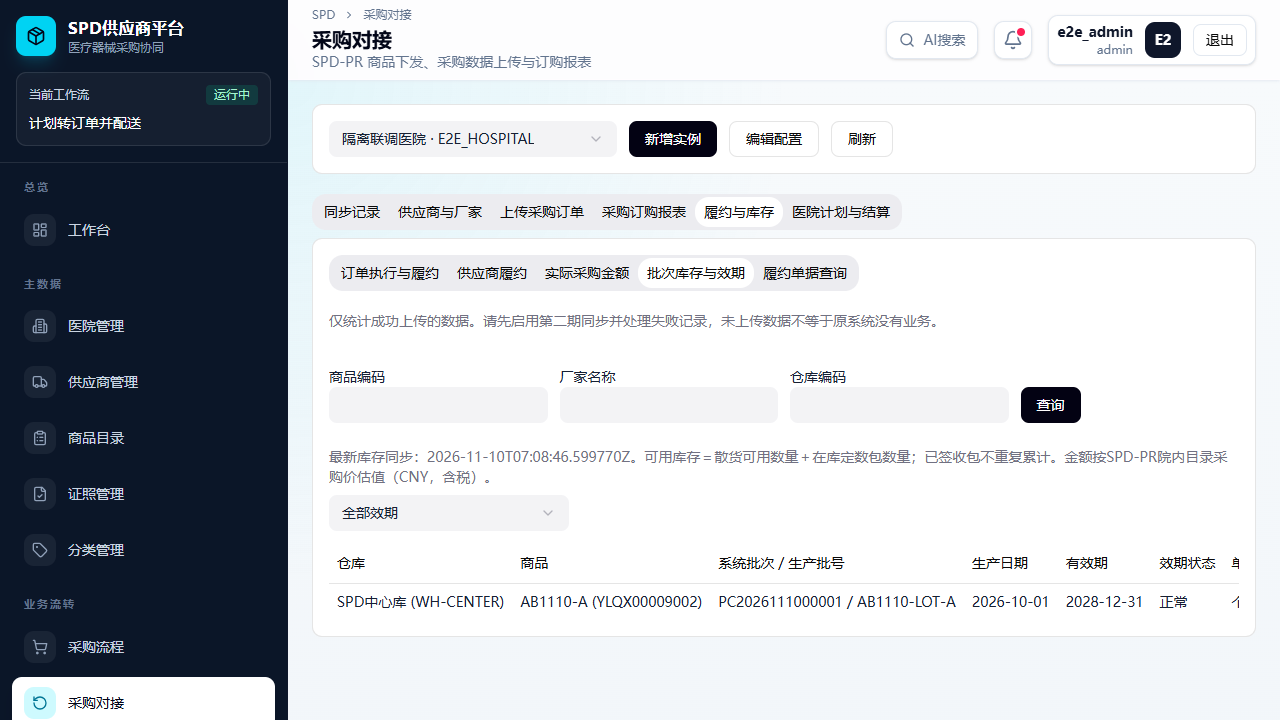 SPD供应商平台
医疗器械采购协同
当前工作流
运行中
计划转订单并配送
总览
工作台
主数据
医院管理
供应商管理
商品目录
证照管理
分类管理
业务流转
采购流程
采购对接
SPD > 采购对接
采购对接
SPD-PR 商品下发、采购数据上传与订购报表
AI搜索
e2e_admin
admin
E2
退出
隔离联调医院 · E2E_HOSPITAL
新增实例
编辑配置
刷新
同步记录 供应商与厂家 上传采购订单 采购订购报表 履约与库存 医院计划与结算
订单执行与履约 供应商履约 实际采购金额 批次库存与效期 履约单据查询
仅统计成功上传的数据。请先启用第二期同步并处理失败记录，未上传数据不等于原系统没有业务。
商品编码 厂家名称 仓库编码
查询
最新库存同步：2026-11-10T07:08:46.599770Z。可用库存 = 散货可用数量 + 在库定数包数量；已签收包不重复累计。金额按SPD-PR院内目录采
购价估值（CNY，含税）。
全部效期
仓库 商品 系统批次 / 生产批号 生产日期 有效期 效期状态
SPD中心库 (WH-CENTER) AB1110-A (YLQX00009002) PC2026111000001 / AB1110-LOT-A 2026-10-01 2028-12-31 正常